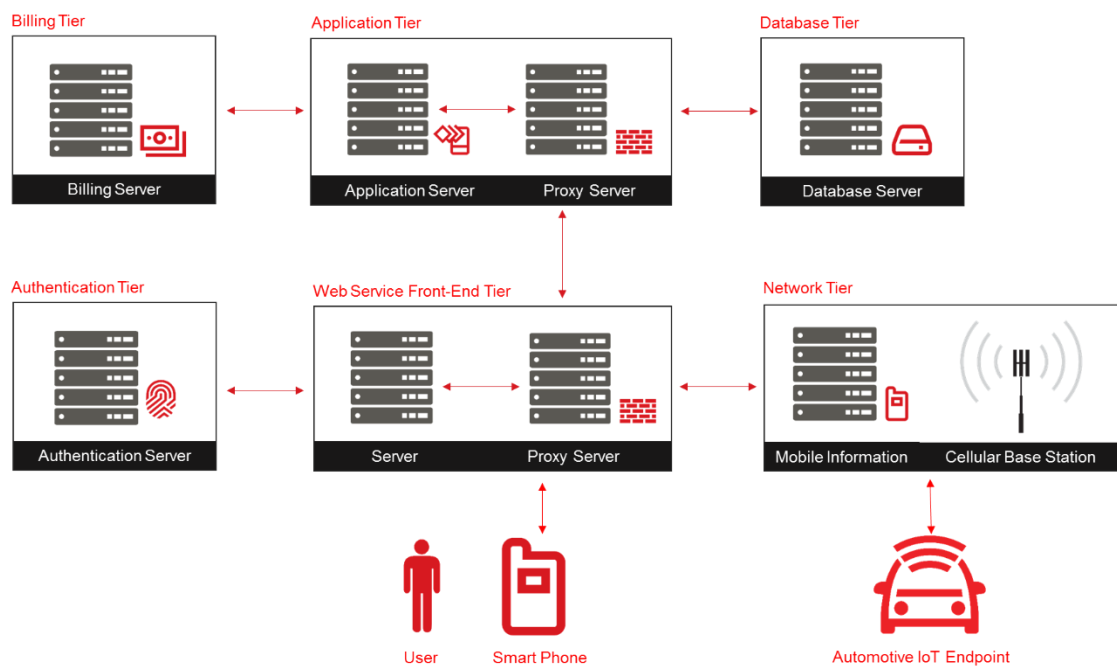 Billing Tier
Application Tier
Database Tier
Billing Server
Application Server
Proxy Server
Database Server
Authentication Tier
Web Service Front-End Tier
Network Tier
Authentication Server
Server
Proxy Server
Mobile Information
Cellular Base Station
User
Smart Phone
Automotive IoT Endpoint